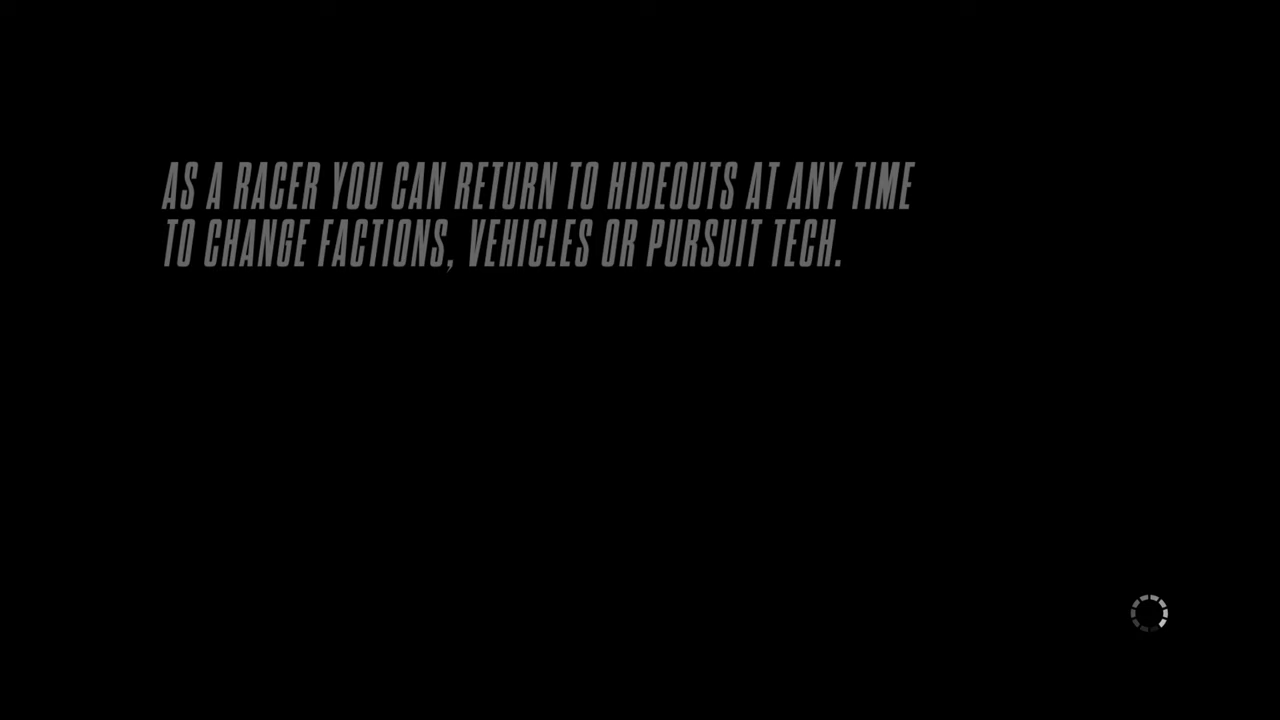 AS A RACER YOU CAN RETURN TO HIDEOUTS AT ANY TIME
TO CHANGE FACTIONS, VEHICLES OR PURSUIT TECH.